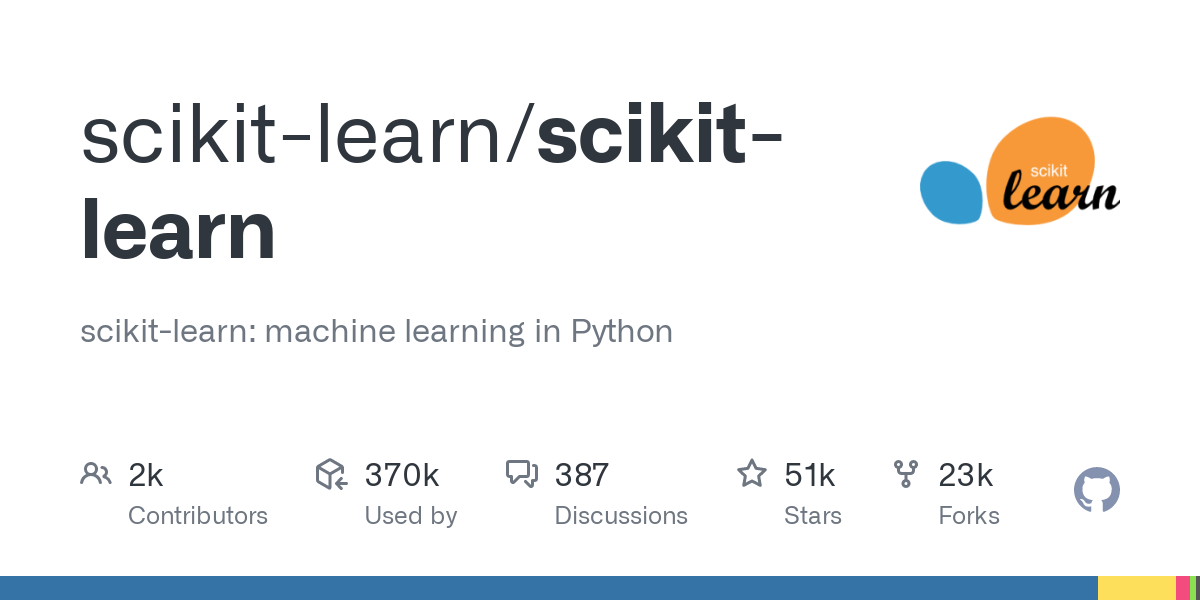 scikit-learn/scikit-
learn
scikit
learn
scikit-learn: machine learning in Python
2k 370k 387 51k 23k
Contributors Used by Discussions Stars Forks